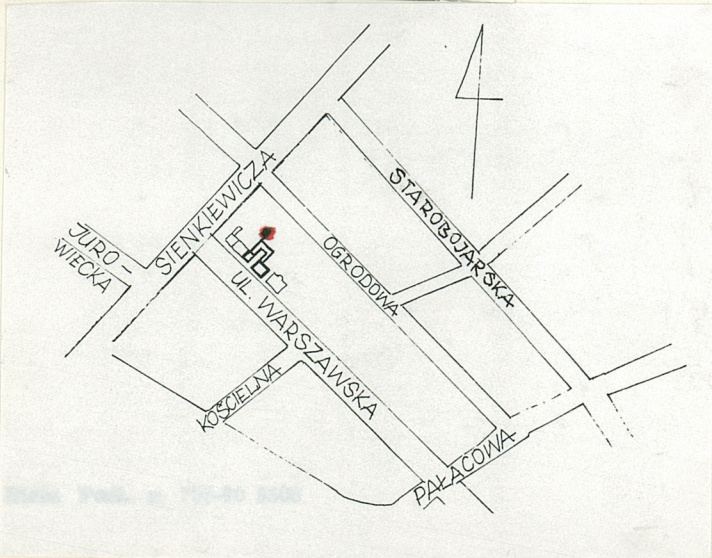 STAROBOJARSKA
SIENKIEWICZA
JURO-
WIECKA
OGRODOWA
UL. WARSZAWSKA
KOŚCIELNA
PAŁACOWA